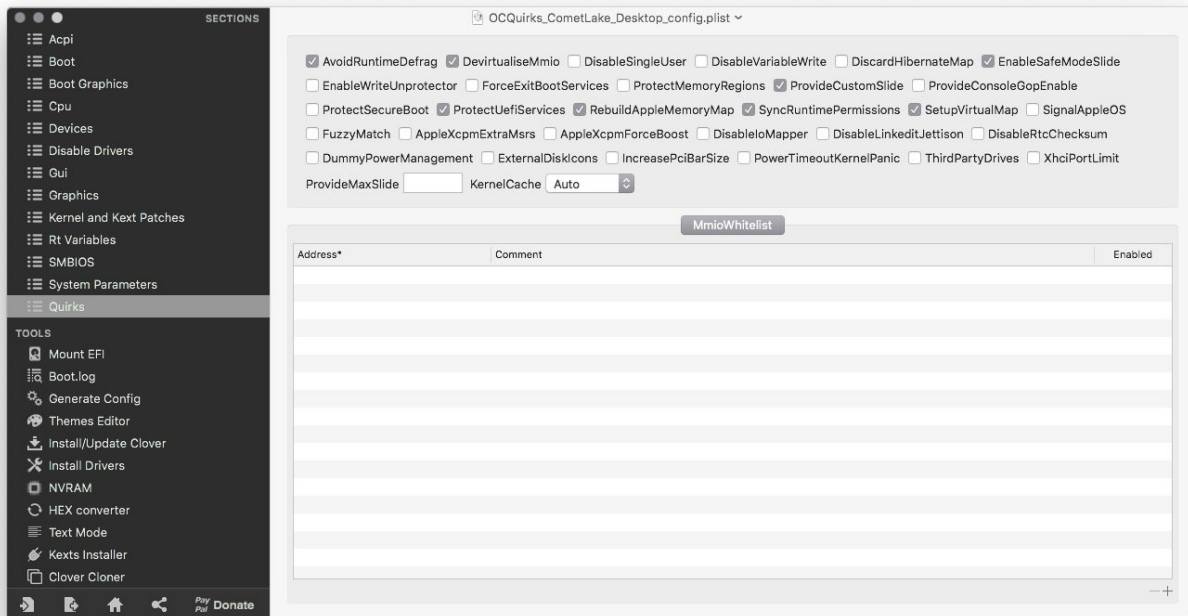 SECTIONS
Acpi
Boot
Boot Graphics
Cpu
Devices
Disable Drivers
Gui
Graphics
Kernel and Kext Patches
Rt Variables
SMBIOS
System Parameters
Quirks
TOOLS
Mount EFI
Boot.log
Generate Config
Themes Editor
Install/Update Clover
Install Drivers
NVRAM
HEX converter
Text Mode
Kexts Installer
Clover Cloner
Pay Pal Donate
OCQuirks_CometLake_Desktop_config.plist
AvoidRuntimeDefrag DevirtualiseMmio DisableSingleUser DisableVariableWrite DiscardHibernateMap EnableSafeModeSlide
EnableWriteUnprotector ForceExitBootServices ProtectMemoryRegions ProvideCustomSlide ProvideConsoleGopEnable
ProtectSecureBoot ProtectUefiServices RebuildAppleMemoryMap SyncRuntimePermissions SetupVirtualMap SignalAppleOS
FuzzyMatch AppleXcpmExtraMsrs AppleXcpmForceBoost DisableIoMapper DisableLinkeditJettison DisableRtcChecksum
DummyPowerManagement ExternalDiskIcons IncreasePciBarSize PowerTimeoutKernelPanic ThirdPartyDrives XhciPortLimit
ProvideMaxSlide KernelCache Auto
MmioWhitelist
Address* Comment Enabled